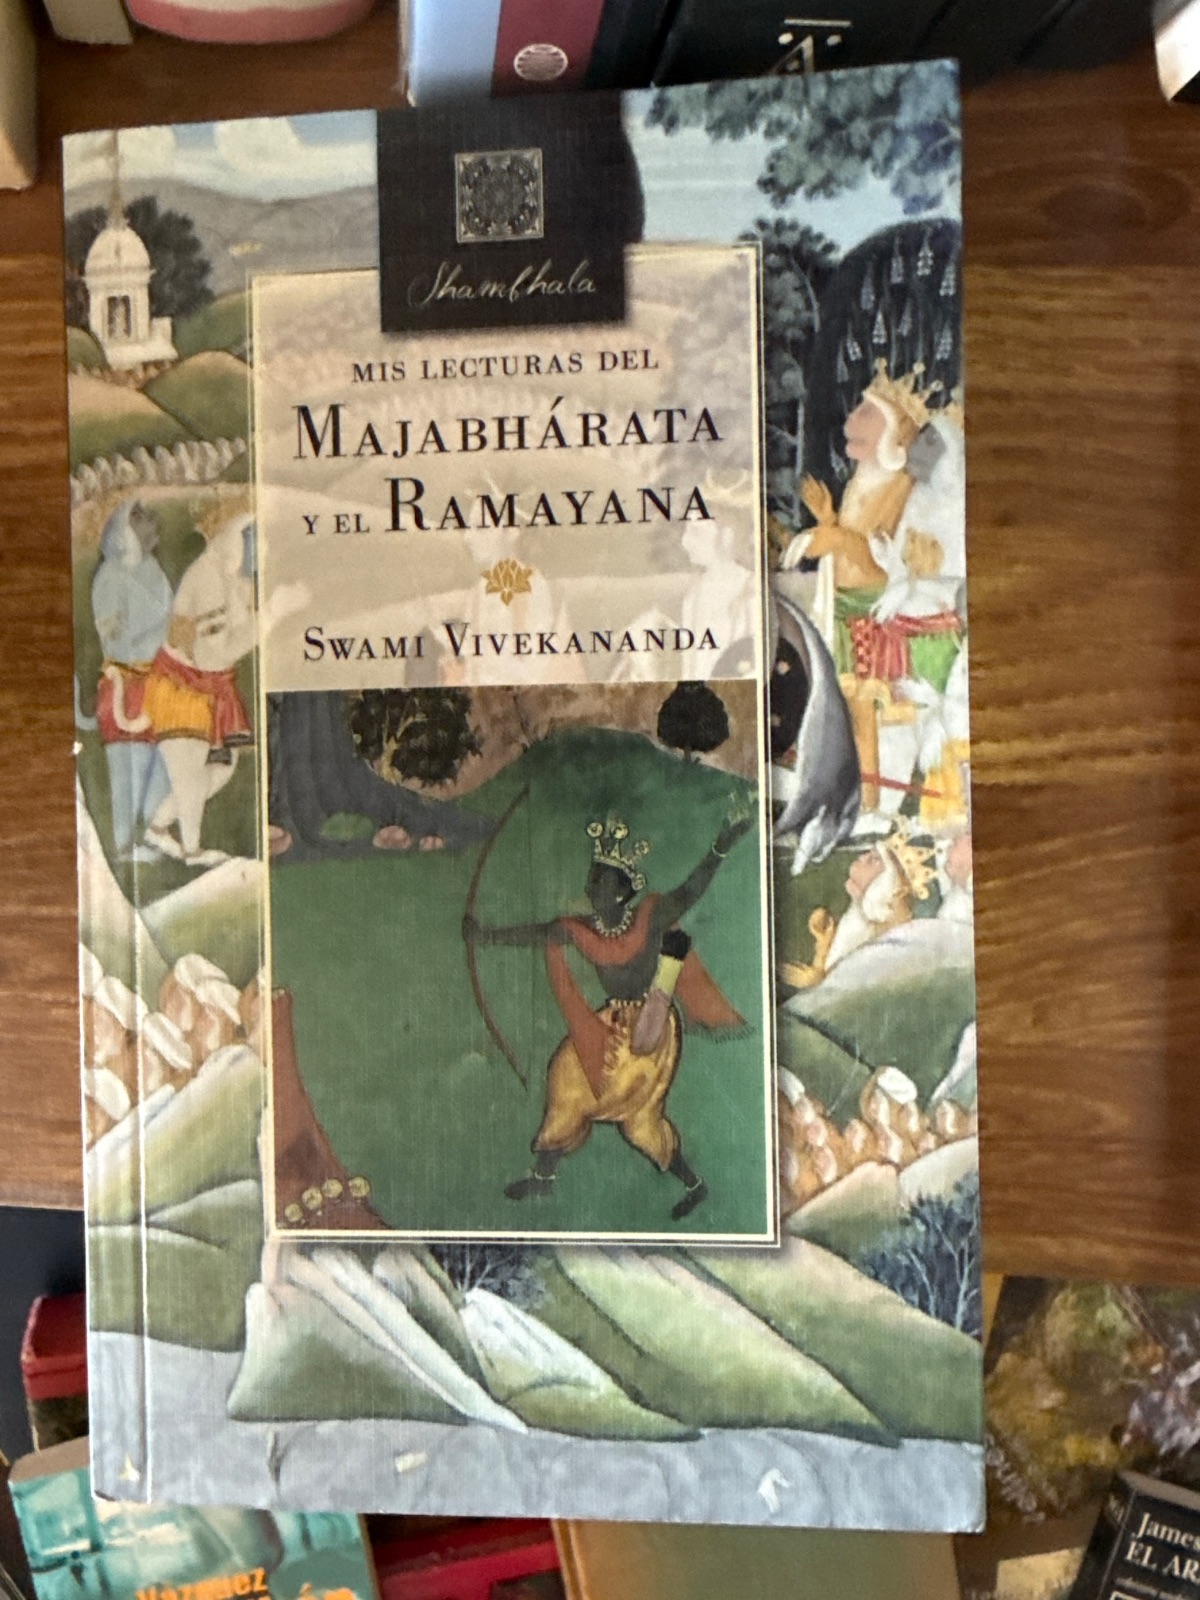 Shambhala
MIS LECTURAS DEL
MAJABHÁRATA
Y EL RAMAYANA
SWAMI VIVEKANANDA
James
EL AR